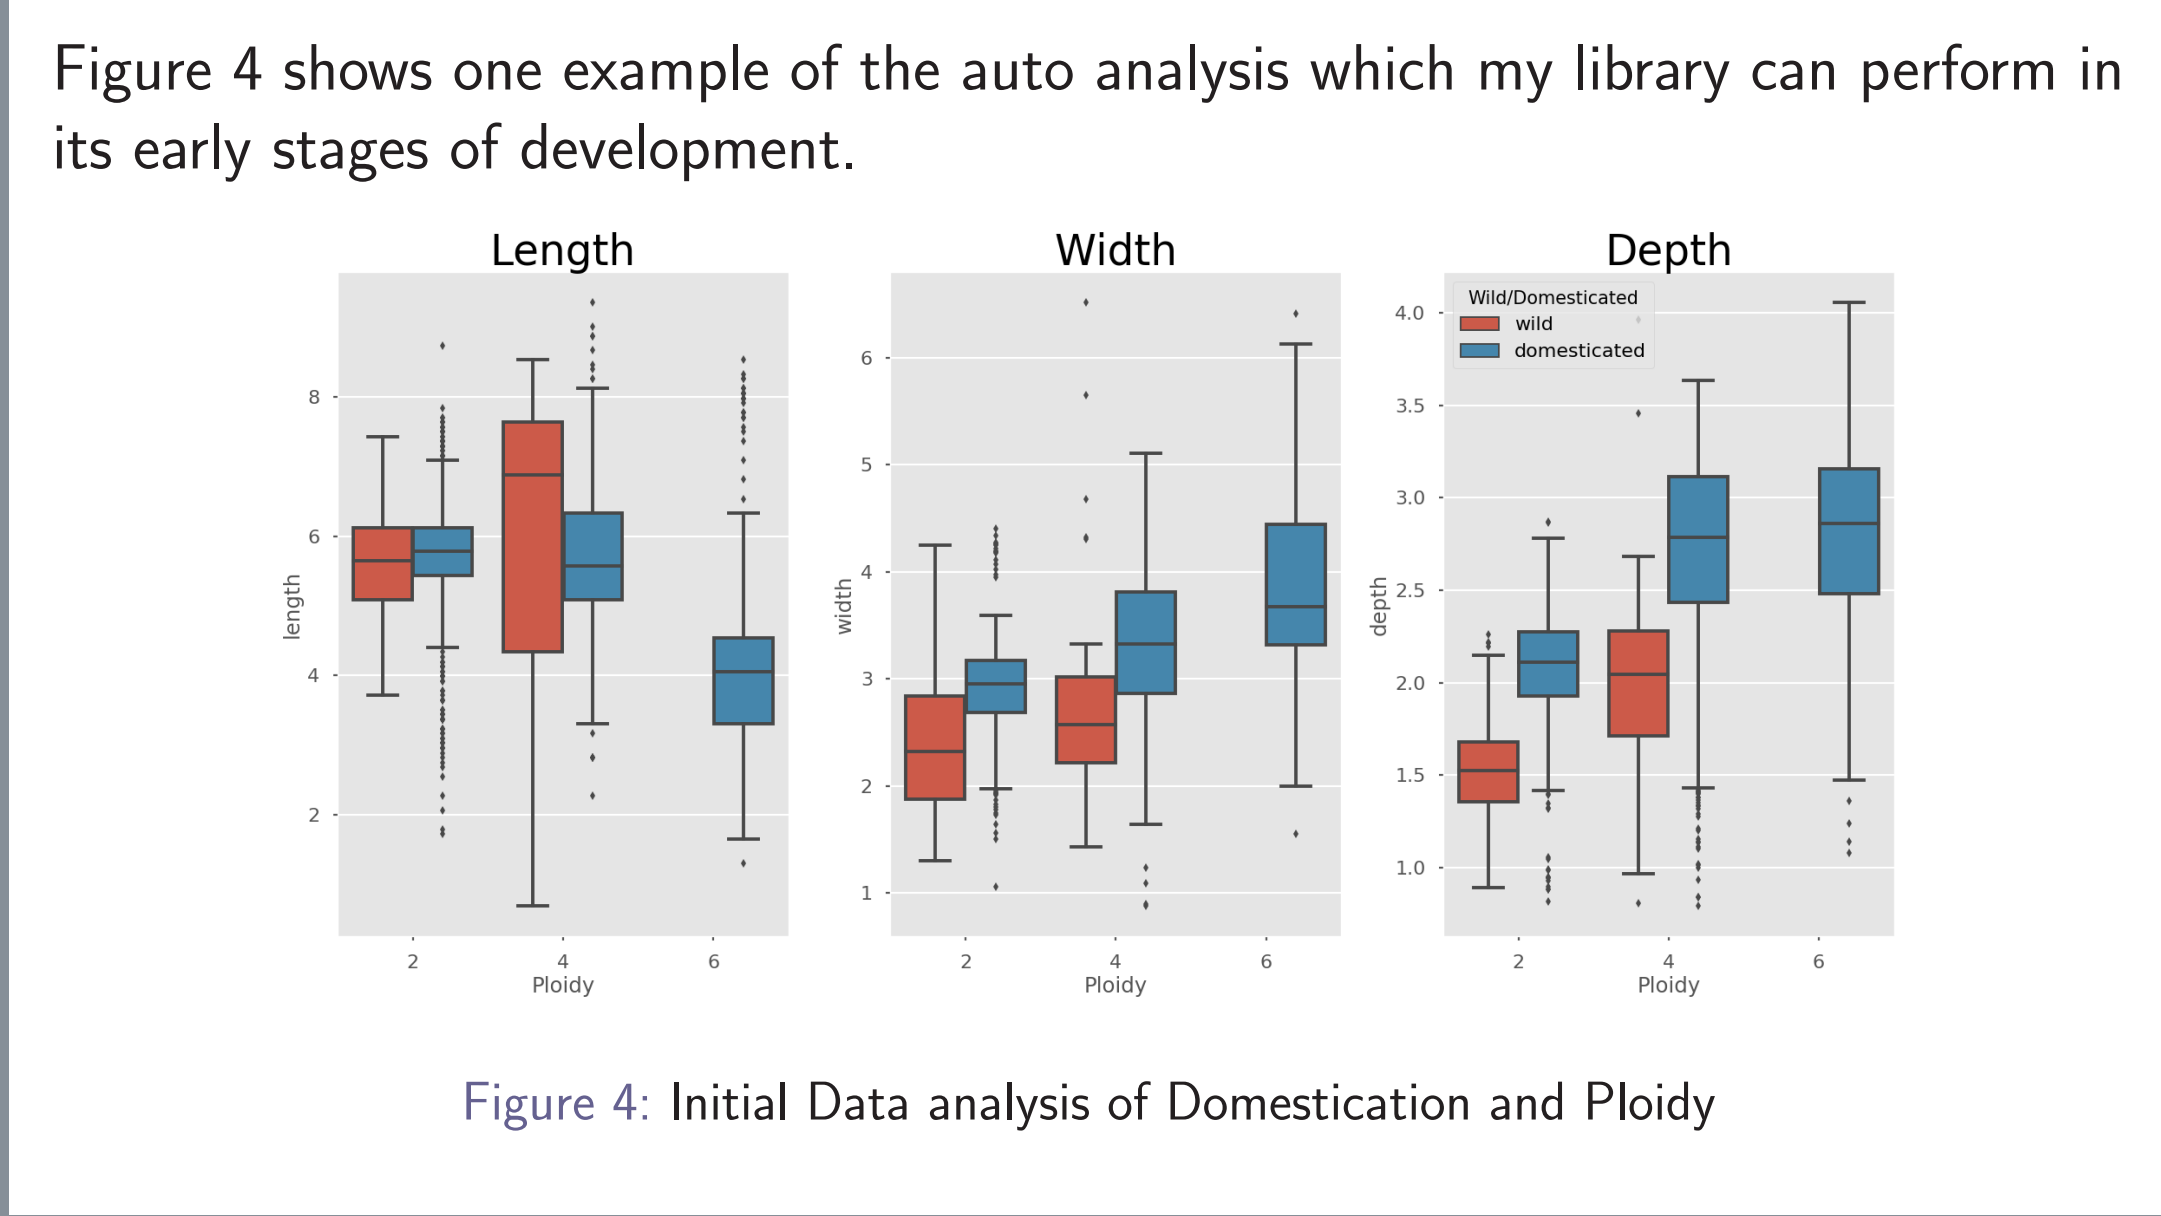 Figure 4 shows one example of the auto analysis which my library can perform in
its early stages of development.
Length
8
6
4
2
length
2
4
6
Ploidy
Width
6
5
4
3
2
1
width
2
4
6
Ploidy
Depth
Wild/Domesticated
wild
domesticated
4.0
3.5
3.0
2.5
2.0
1.5
1.0
depth
2
4
6
Ploidy
Figure 4: Initial Data analysis of Domestication and Ploidy